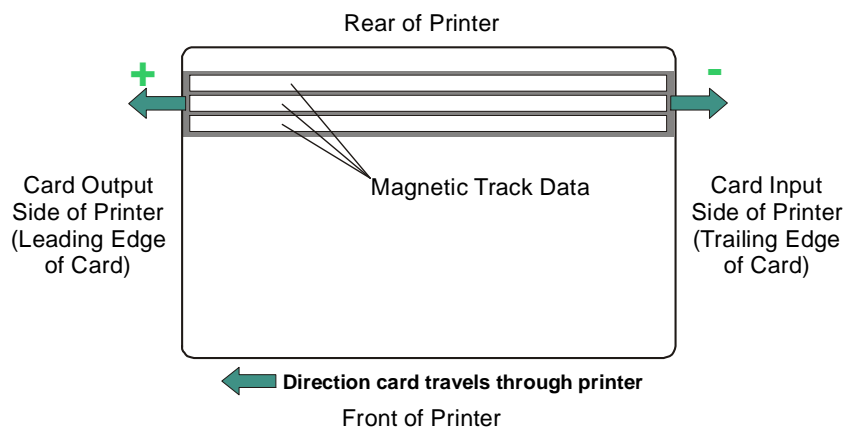 Rear of Printer
+
-
Magnetic Track Data
Card Output
Side of Printer
(Leading Edge
of Card)
Card Input
Side of Printer
(Trailing Edge
of Card)
Direction card travels through printer
Front of Printer